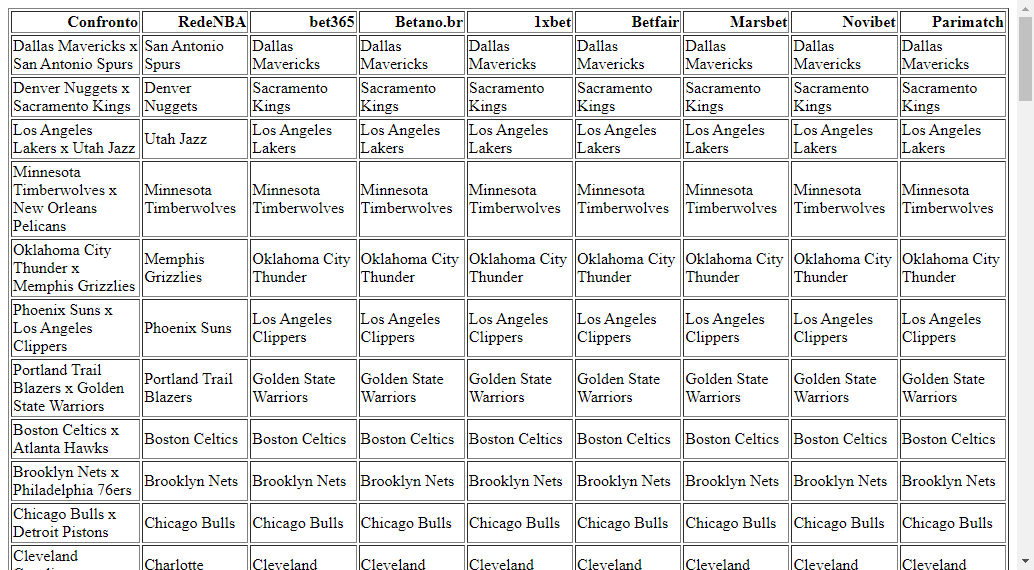 Confronto RedeNBA bet365 Betano.br 1xbet Betfair Marsbet Novibet Parimatch
Dallas Mavericks x San Antonio Dallas Dallas Dallas Dallas Dallas Dallas Dallas
San Antonio Spurs Spurs Mavericks Mavericks Mavericks Mavericks Mavericks Mavericks Mavericks
Denver Nuggets x Denver Sacramento Sacramento Sacramento Sacramento Sacramento Sacramento Sacramento
Sacramento Kings Nuggets Kings Kings Kings Kings Kings Kings Kings
Los Angeles Utah Jazz Los Angeles Los Angeles Los Angeles Los Angeles Los Angeles Los Angeles Los Angeles
Lakers x Utah Jazz Lakers Lakers Lakers Lakers Lakers Lakers Lakers
Minnesota
Timberwolves x Minnesota Minnesota Minnesota Minnesota Minnesota Minnesota Minnesota Minnesota
New Orleans Timberwolves Timberwolves Timberwolves Timberwolves Timberwolves Timberwolves Timberwolves Timberwolves
Pelicans
Oklahoma City Memphis Oklahoma City Oklahoma City Oklahoma City Oklahoma City Oklahoma City Oklahoma City Oklahoma City
Thunder x Grizzlies Thunder Thunder Thunder Thunder Thunder Thunder Thunder
Memphis Grizzlies
Phoenix Suns x Los Angeles Los Angeles Los Angeles Los Angeles Los Angeles Los Angeles Los Angeles
Los Angeles Phoenix Suns Clippers Clippers Clippers Clippers Clippers Clippers Clippers
Clippers
Portland Trail Portland Trail Golden State Golden State Golden State Golden State Golden State Golden State Golden State
Blazers x Golden Blazers Warriors Warriors Warriors Warriors Warriors Warriors Warriors
State Warriors
Boston Celtics x Boston Celtics Boston Celtics Boston Celtics Boston Celtics Boston Celtics Boston Celtics Boston Celtics Boston Celtics
Atlanta Hawks
Brooklyn Nets x Brooklyn Nets Brooklyn Nets Brooklyn Nets Brooklyn Nets Brooklyn Nets Brooklyn Nets Brooklyn Nets Brooklyn Nets
Philadelphia 76ers
Chicago Bulls x Chicago Bulls Chicago Bulls Chicago Bulls Chicago Bulls Chicago Bulls Chicago Bulls Chicago Bulls Chicago Bulls
Detroit Pistons
Cleveland Charlotte Cleveland Cleveland Cleveland Cleveland Cleveland Cleveland Cleveland